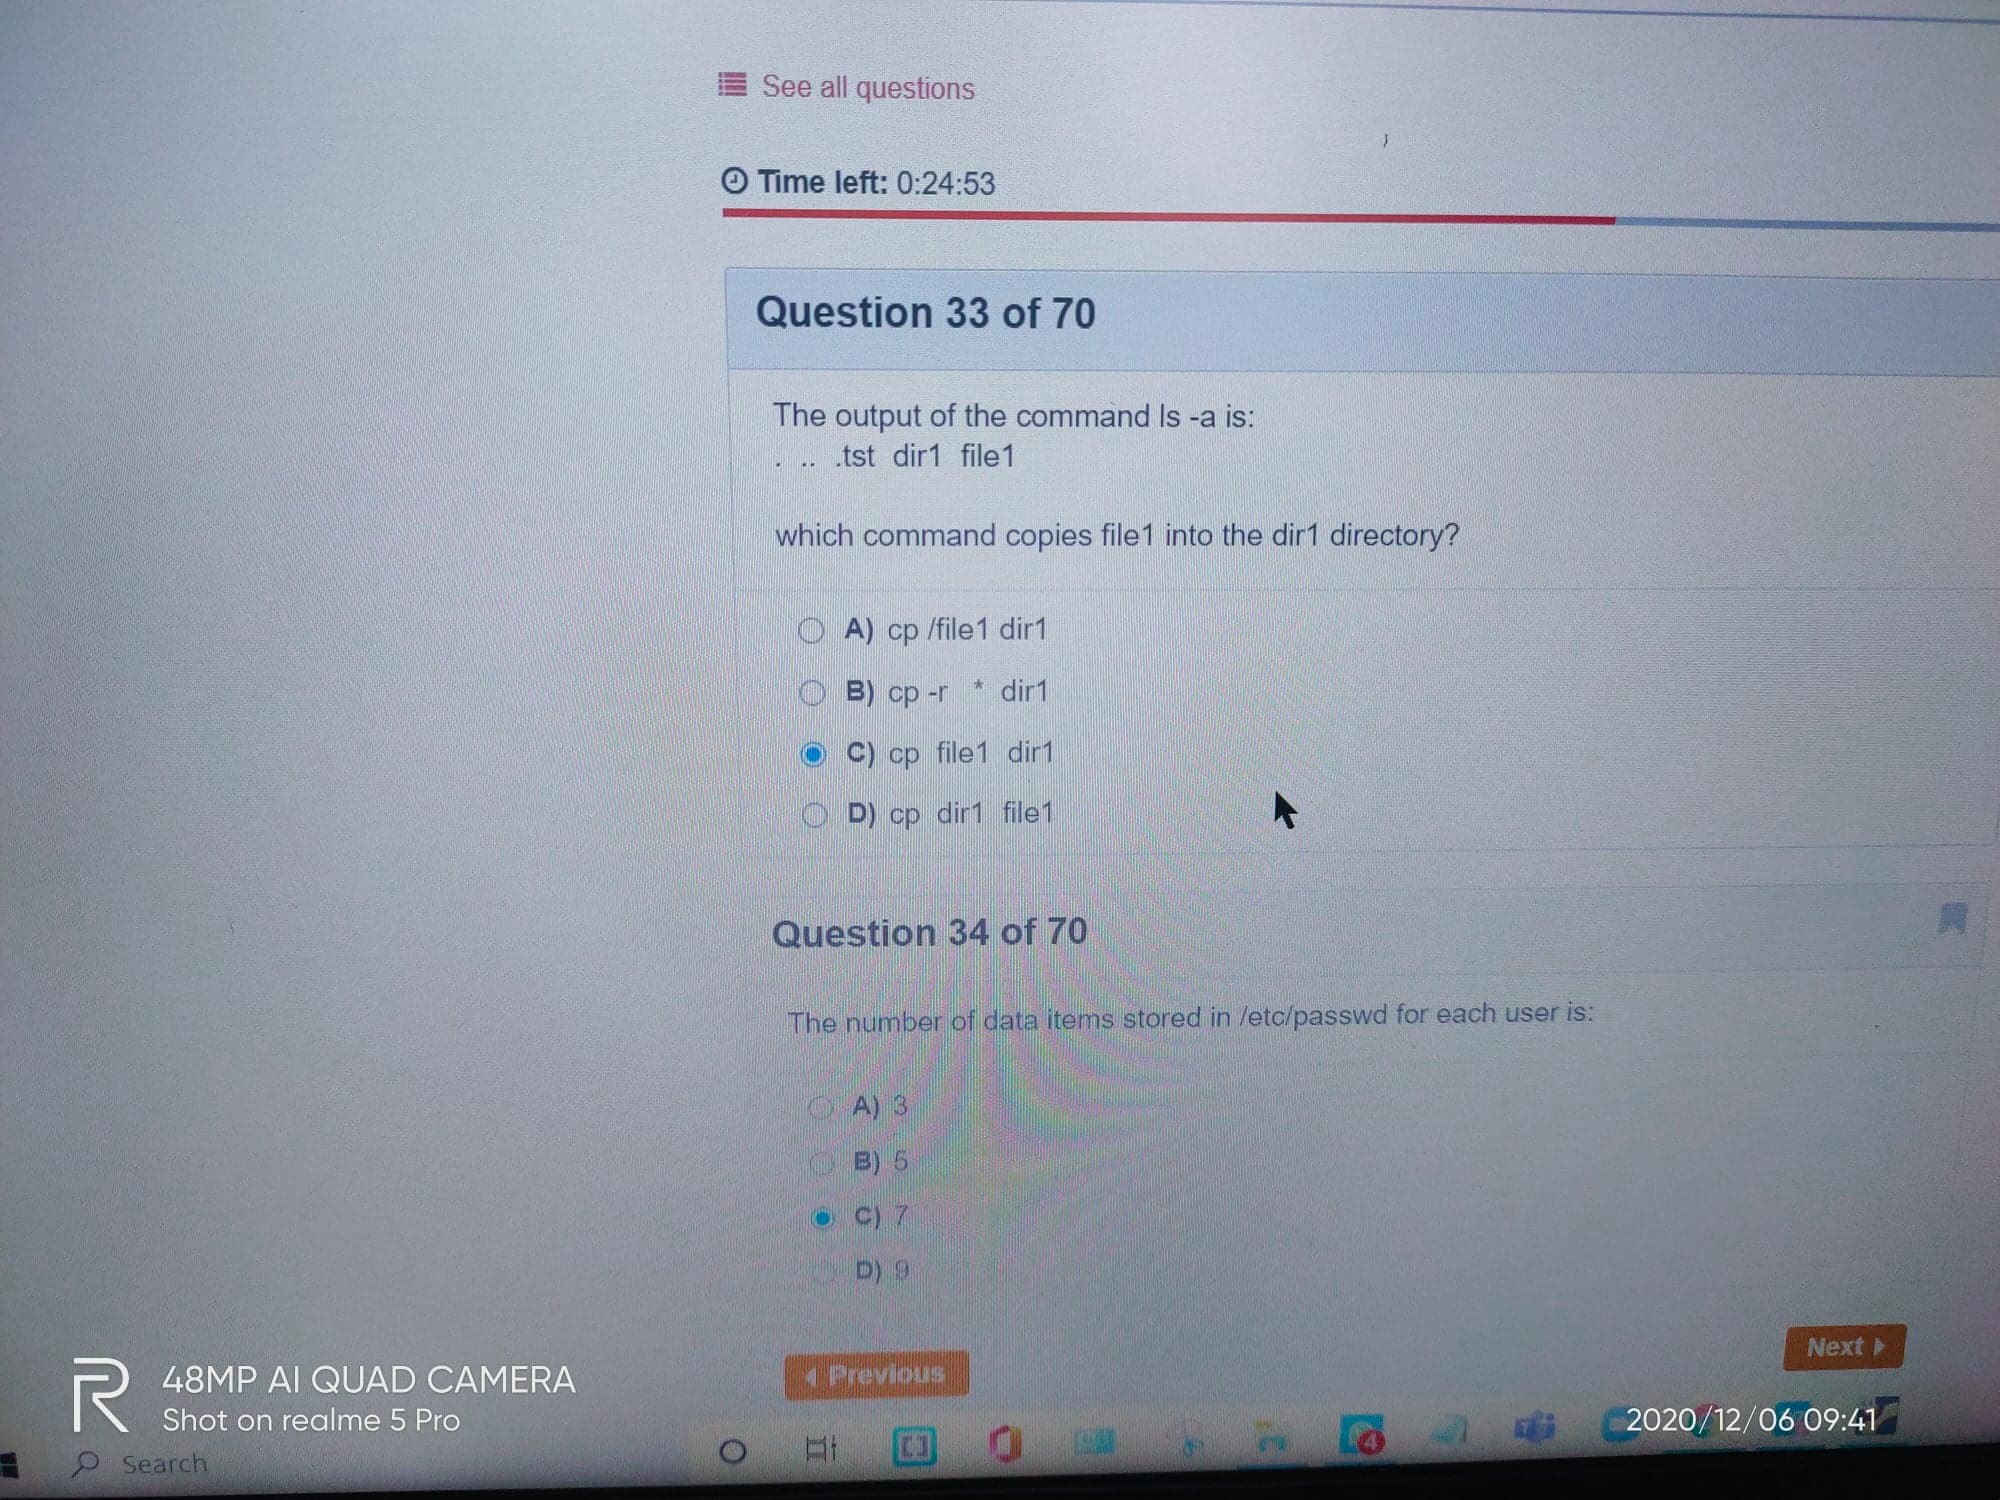 See all questions
Time left: 0:24:53
Question 33 of 70
The output of the command ls -a is:
. .. .tst dir1 file1
which command copies file1 into the dir1 directory?
A) cp /file1 dir1
B) cp -r * dir1
C) cp file1 dir1
D) cp dir1 file1
Question 34 of 70
The number of data items stored in /etc/passwd for each user is:
A) 3
B) 5
C) 7
D) 9
Previous
Next
R 48MP AI QUAD CAMERA
Shot on realme 5 Pro
2020/12/06 09:41
Search
4